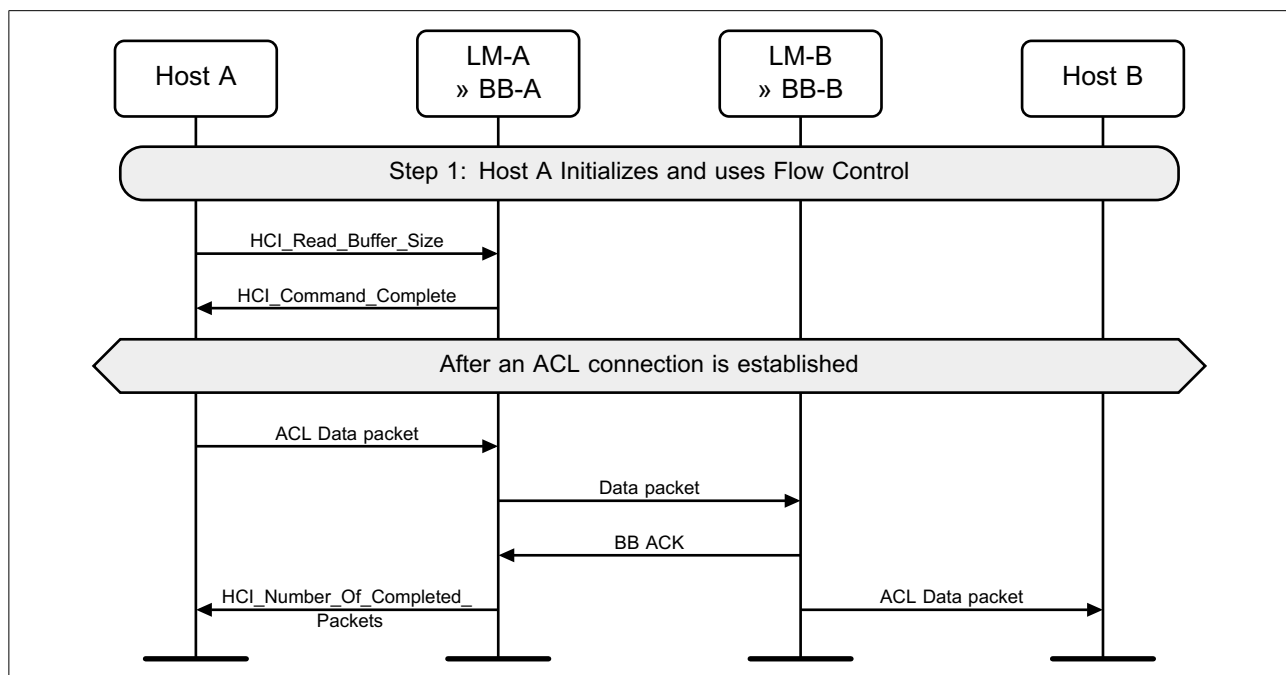 Host A
LM-A
» BB-A
LM-B
» BB-B
Host B
Step 1: Host A Initializes and uses Flow Control
HCI_Read_Buffer_Size
HCI_Command_Complete
After an ACL connection is established
ACL Data packet
Data packet
BB ACK
HCI_Number_Of_Completed_
Packets
ACL Data packet